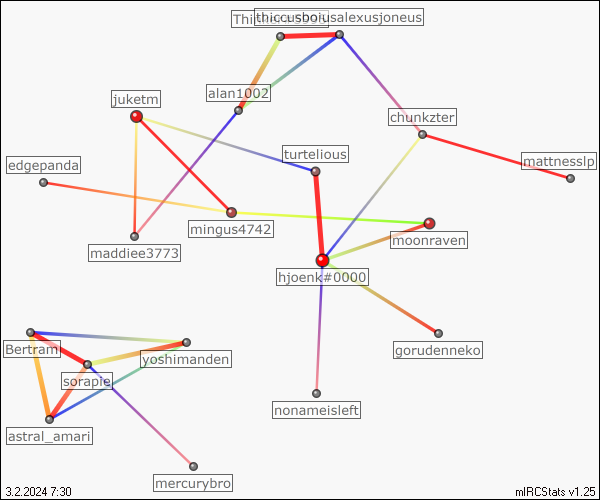 thiccusboiusalexusjoneus
alan1002
juketm
chunkzter
turtelious
edgepanda
mattnesslp
mingus4742
moonraven
maddiee3773
hjoenk#0000
Bertram
yoshimanden
gorudenneko
sorapie
nonameisleft
astral_amari
mercurybro
3.2.2024 7:30
mIRCStats v1.25